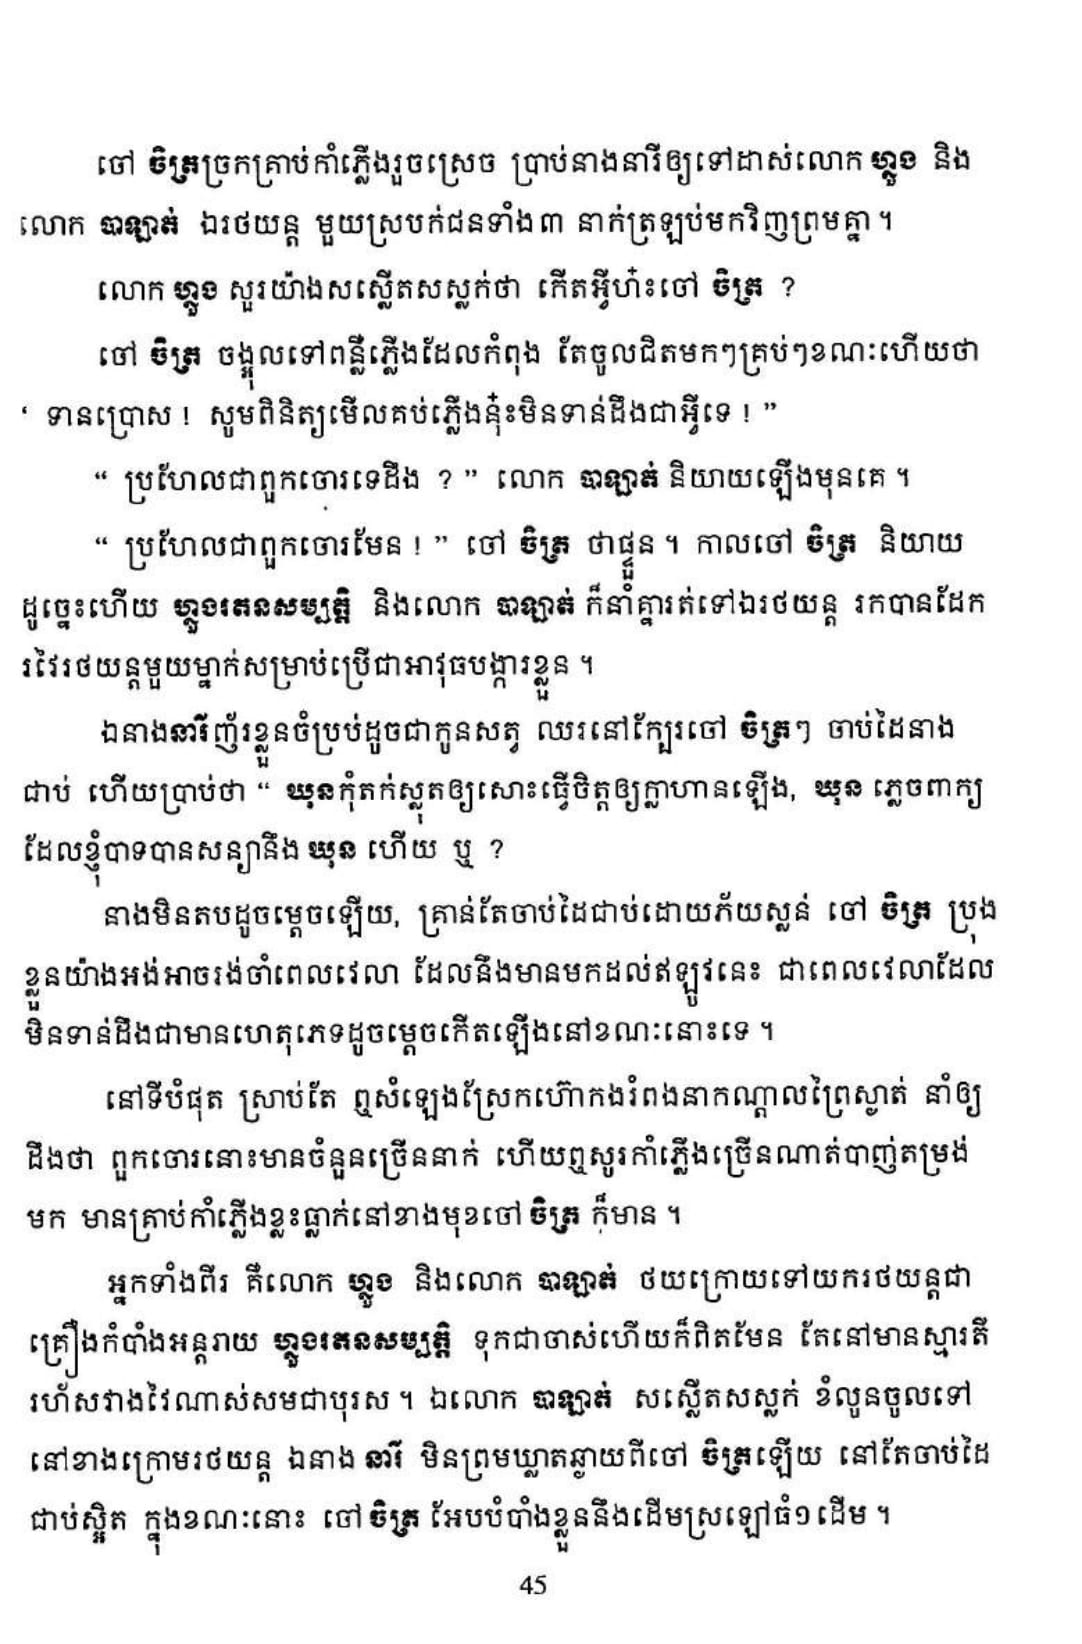 ចៅ ចិត្រច្រកគ្រាប់កាំភ្លើងរួចស្រេច ប្រាប់នាងនារីឲ្យទៅដាស់លោក ហ្លួង និង
លោក បាឡាត់ ឯរថយន្ត មួយស្របក់ជនទាំង៣ នាក់ត្រឡប់មកវិញព្រមគ្នា ។
លោក ហ្លួង សួរយ៉ាងសស្លើតសស្លក់ថា កើតអ្វីហ៎ះចៅ ចិត្រ ?
ចៅ ចិត្រ ចង្អុលទៅពន្លឺភ្លើងដែលកំពុង តែចូលជិតមកៗគ្រប់ៗខណៈហើយថា
‘ ទានប្រោស ! សូមពិនិត្យមើលគប់ភ្លើងនុ៎ះមិនទាន់ដឹងជាអ្វីទេ ! ”
“ ប្រហែលជាពួកចោរទេដឹង ? ” លោក បាឡាត់ និយាយឡើងមុនគេ ។
“ ប្រហែលជាពួកចោរមែន ! ” ចៅ ចិត្រ ថាផ្ទួន ។ កាលចៅ ចិត្រ និយាយ
ដូច្នេះហើយ ហ្លួងរតនសម្បត្តិ និងលោក បាឡាត់ ក៏នាំគ្នារត់ទៅឯរថយន្ត រកបានដែក
រវៃរថយន្តមួយម្នាក់សម្រាប់ប្រើជាអាវុធបង្ការខ្លួន ។
ឯនាងនារីញ័រខ្លួនចំប្រប់ដូចជាកូនសត្វ ឈរនៅក្បែរចៅ ចិត្រៗ ចាប់ដៃនាង
ជាប់ ហើយប្រាប់ថា “ ឃុនកុំតក់ស្លុតឲ្យសោះធ្វើចិត្តឲ្យក្លាហានឡើង, ឃុន ភ្លេចពាក្យ
ដែលខ្ញុំបាទបានសន្យានឹង ឃុន ហើយ ឬ ?
នាងមិនតបដូចម្ដេចឡើយ, គ្រាន់តែចាប់ដៃជាប់ដោយភ័យស្លន់ ចៅ ចិត្រ ប្រុង
ខ្លួនយ៉ាងអង់អាចរង់ចាំពេលវេលា ដែលនឹងមានមកដល់ឥឡូវនេះ ជាពេលវេលាដែល
មិនទាន់ដឹងជាមានហេតុភេទដូចម្ដេចកើតឡើងនៅខណៈនោះទេ ។
នៅទីបំផុត ស្រាប់តែ ឮសំឡេងស្រែកហ៊ោកងរំពងនាកណ្ដាលព្រៃស្ងាត់ នាំឲ្យ
ដឹងថា ពួកចោរនោះមានចំនួនច្រើននាក់ ហើយឮសូរកាំភ្លើងច្រើនណាត់បាញ់តម្រង់
មក មានគ្រាប់កាំភ្លើងខ្លះធ្លាក់នៅខាងមុខចៅ ចិត្រ ក៏មាន ។
អ្នកទាំងពីរ គឺលោក ហ្លួង និងលោក បាឡាត់ ថយក្រោយទៅយករថយន្តជា
គ្រឿងកំបាំងអន្តរាយ ហ្លួងរតនសម្បត្តិ ទុកជាចាស់ហើយក៏ពិតមែន តែនៅមានស្មារតី
រហ័សវាងវៃណាស់សមជាបុរស ។ ឯលោក បាឡាត់ សស្លើតសស្លក់ ខំលូនចូលទៅ
នៅខាងក្រោមរថយន្ត ឯនាង នារី មិនព្រមឃ្លាតឆ្ងាយពីចៅ ចិត្រឡើយ នៅតែចាប់ដៃ
ជាប់ស្អិត ក្នុងខណៈនោះ ចៅ ចិត្រ អែបបំបាំងខ្លួននឹងដើមស្រឡៅធំ១ដើម ។
45